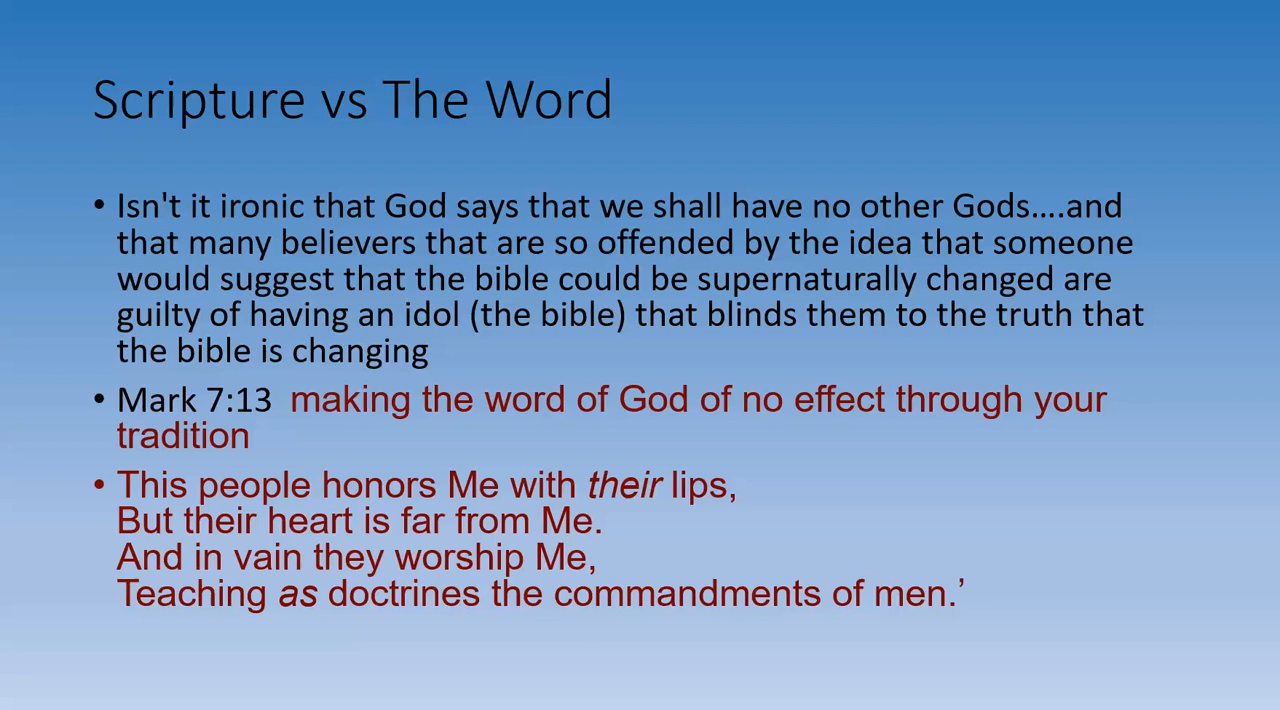 Scripture vs The Word
• Isn't it ironic that God says that we shall have no other Gods….and
that many believers that are so offended by the idea that someone
would suggest that the bible could be supernaturally changed are
guilty of having an idol (the bible) that blinds them to the truth that
the bible is changing
• Mark 7:13  making the word of God of no effect through your
tradition
• This people honors Me with their lips,
But their heart is far from Me.
And in vain they worship Me,
Teaching as doctrines the commandments of men.’